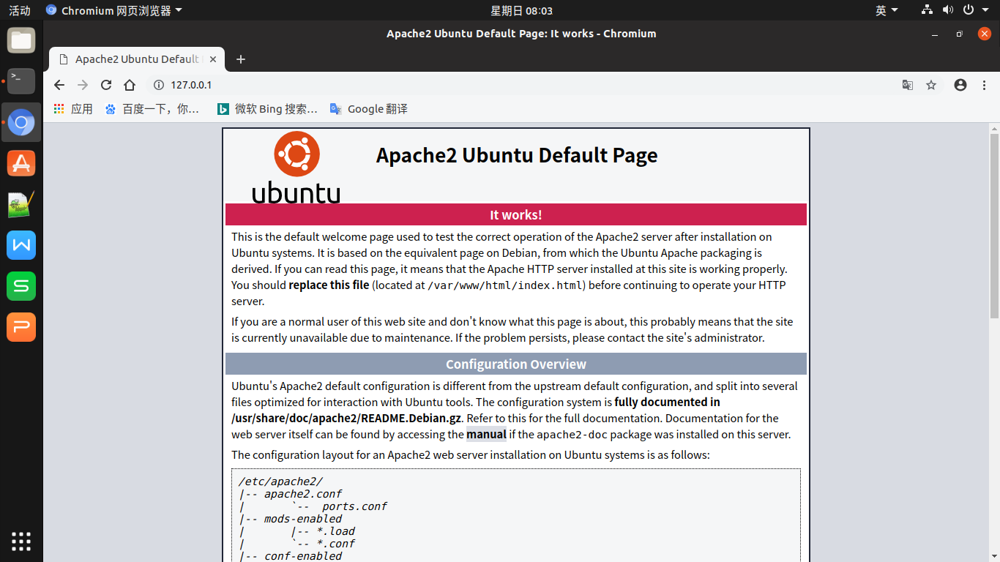 活动 Chromium 网页浏览器 星期日 08:03 英
Apache2 Ubuntu Default Page: It works - Chromium
Apache2 Ubuntu Default
127.0.0.1
应用 百度一下，你... 微软 Bing 搜索... Google 翻译
ubuntu
Apache2 Ubuntu Default Page
It works!
This is the default welcome page used to test the correct operation of the Apache2 server after installation on
Ubuntu systems. It is based on the equivalent page on Debian, from which the Ubuntu Apache packaging is
derived. If you can read this page, it means that the Apache HTTP server installed at this site is working properly.
You should replace this file (located at /var/www/html/index.html) before continuing to operate your HTTP
server.
If you are a normal user of this web site and don't know what this page is about, this probably means that the site
is currently unavailable due to maintenance. If the problem persists, please contact the site's administrator.
Configuration Overview
Ubuntu's Apache2 default configuration is different from the upstream default configuration, and split into several
files optimized for interaction with Ubuntu tools. The configuration system is fully documented in
/usr/share/doc/apache2/README.Debian.gz. Refer to this for the full documentation. Documentation for the
web server itself can be found by accessing the manual if the apache2-doc package was installed on this server.
The configuration layout for an Apache2 web server installation on Ubuntu systems is as follows:
/etc/apache2/
|-- apache2.conf
|       `--  ports.conf
|-- mods-enabled
|       |-- *.load
|       `-- *.conf
|-- conf-enabled